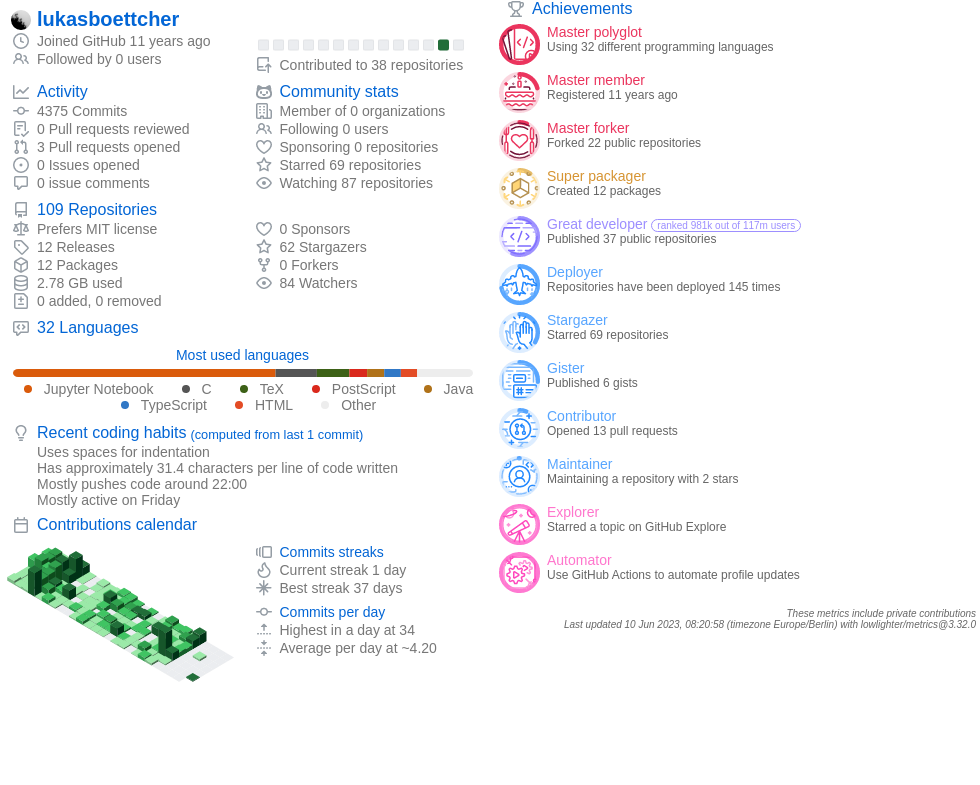 lukasboettcher
Joined GitHub 11 years ago
Followed by 0 users
Contributed to 38 repositories
Activity
4375 Commits
0 Pull requests reviewed
3 Pull requests opened
0 Issues opened
0 issue comments
Community stats
Member of 0 organizations
Following 0 users
Sponsoring 0 repositories
Starred 69 repositories
Watching 87 repositories
109 Repositories
Prefers MIT license
12 Releases
12 Packages
2.78 GB used
0 added, 0 removed
0 Sponsors
62 Stargazers
0 Forkers
84 Watchers
32 Languages
Most used languages
Jupyter Notebook C TeX PostScript Java
TypeScript HTML Other
Recent coding habits (computed from last 1 commit)
Uses spaces for indentation
Has approximately 31.4 characters per line of code written
Mostly pushes code around 22:00
Mostly active on Friday
Contributions calendar
Commits streaks
Current streak 1 day
Best streak 37 days
Commits per day
Highest in a day at 34
Average per day at ~4.20
Achievements
Master polyglot
Using 32 different programming languages
Master member
Registered 11 years ago
Master forker
Forked 22 public repositories
Super packager
Created 12 packages
Great developer ranked 981k out of 117m users
Published 37 public repositories
Deployer
Repositories have been deployed 145 times
Stargazer
Starred 69 repositories
Gister
Published 6 gists
Contributor
Opened 13 pull requests
Maintainer
Maintaining a repository with 2 stars
Explorer
Starred a topic on GitHub Explore
Automator
Use GitHub Actions to automate profile updates
These metrics include private contributions
Last updated 10 Jun 2023, 08:20:58 (timezone Europe/Berlin) with lowlighter/metrics@3.32.0